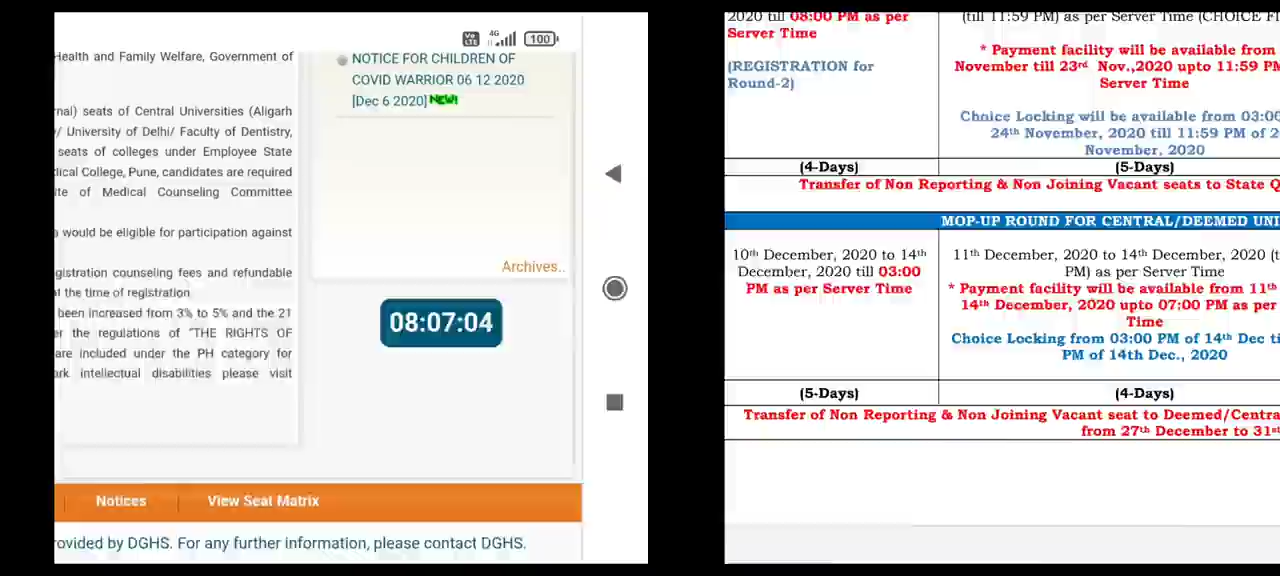 Vo LTE 4G 100
Health and Family Welfare, Government of
NOTICE FOR CHILDREN OF
COVID WARRIOR 06 12 2020
[Dec 6 2020] NEW!
nal) seats of Central Universities (Aligarh
y/ University of Delhi/ Faculty of Dentistry,
seats of colleges under Employee State
dical College, Pune, candidates are required
ite of Medical Counseling Committee
would be eligible for participation against
gistration counseling fees and refundable
t the time of registration
been increased from 3% to 5% and the 21
er the regulations of "THE RIGHTS OF
are included under the PH category for
ark intellectual disabilities please visit
Archives..
08:07:04
Notices
View Seat Matrix
rovided by DGHS. For any further information, please contact DGHS.
2020 till 08:00 PM as per
Server Time
(REGISTRATION for
Round-2)
(till 11:59 PM) as per Server Time (CHOICE FI
* Payment facility will be available from
November till 23rd Nov.,2020 upto 11:59 PM
Server Time
Choice Locking will be available from 03:00
24th November, 2020 till 11:59 PM of 2
November, 2020
(4-Days)
(5-Days)
Transfer of Non Reporting & Non Joining Vacant seats to State Q
MOP-UP ROUND FOR CENTRAL/DEEMED UNI
10th December, 2020 to 14th
December, 2020 till 03:00
PM as per Server Time
11th December, 2020 to 14th December, 2020 (t
PM) as per Server Time
* Payment facility will be available from 11th
14th December, 2020 upto 07:00 PM as per
Time
Choice Locking from 03:00 PM of 14th Dec ti
PM of 14th Dec., 2020
(5-Days)
(4-Days)
Transfer of Non Reporting & Non Joining Vacant seat to Deemed/Centra
from 27th December to 31st